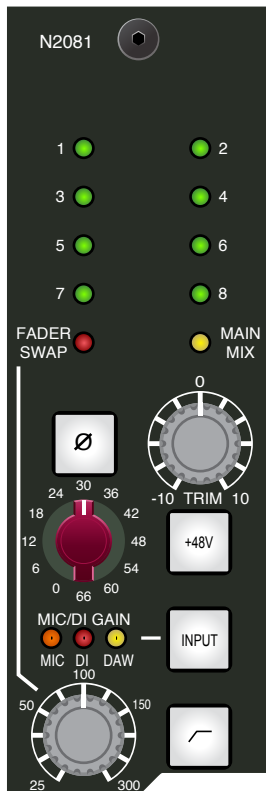 N2081
1 2
3 4
5 6
7 8
FADER SWAP
MAIN MIX
0
Ø
-10 TRIM 10
30
24 36
18 42
12 48
6 54
0 66 60
+48V
MIC/DI GAIN
MIC DI DAW
INPUT
100
50 150
25 300